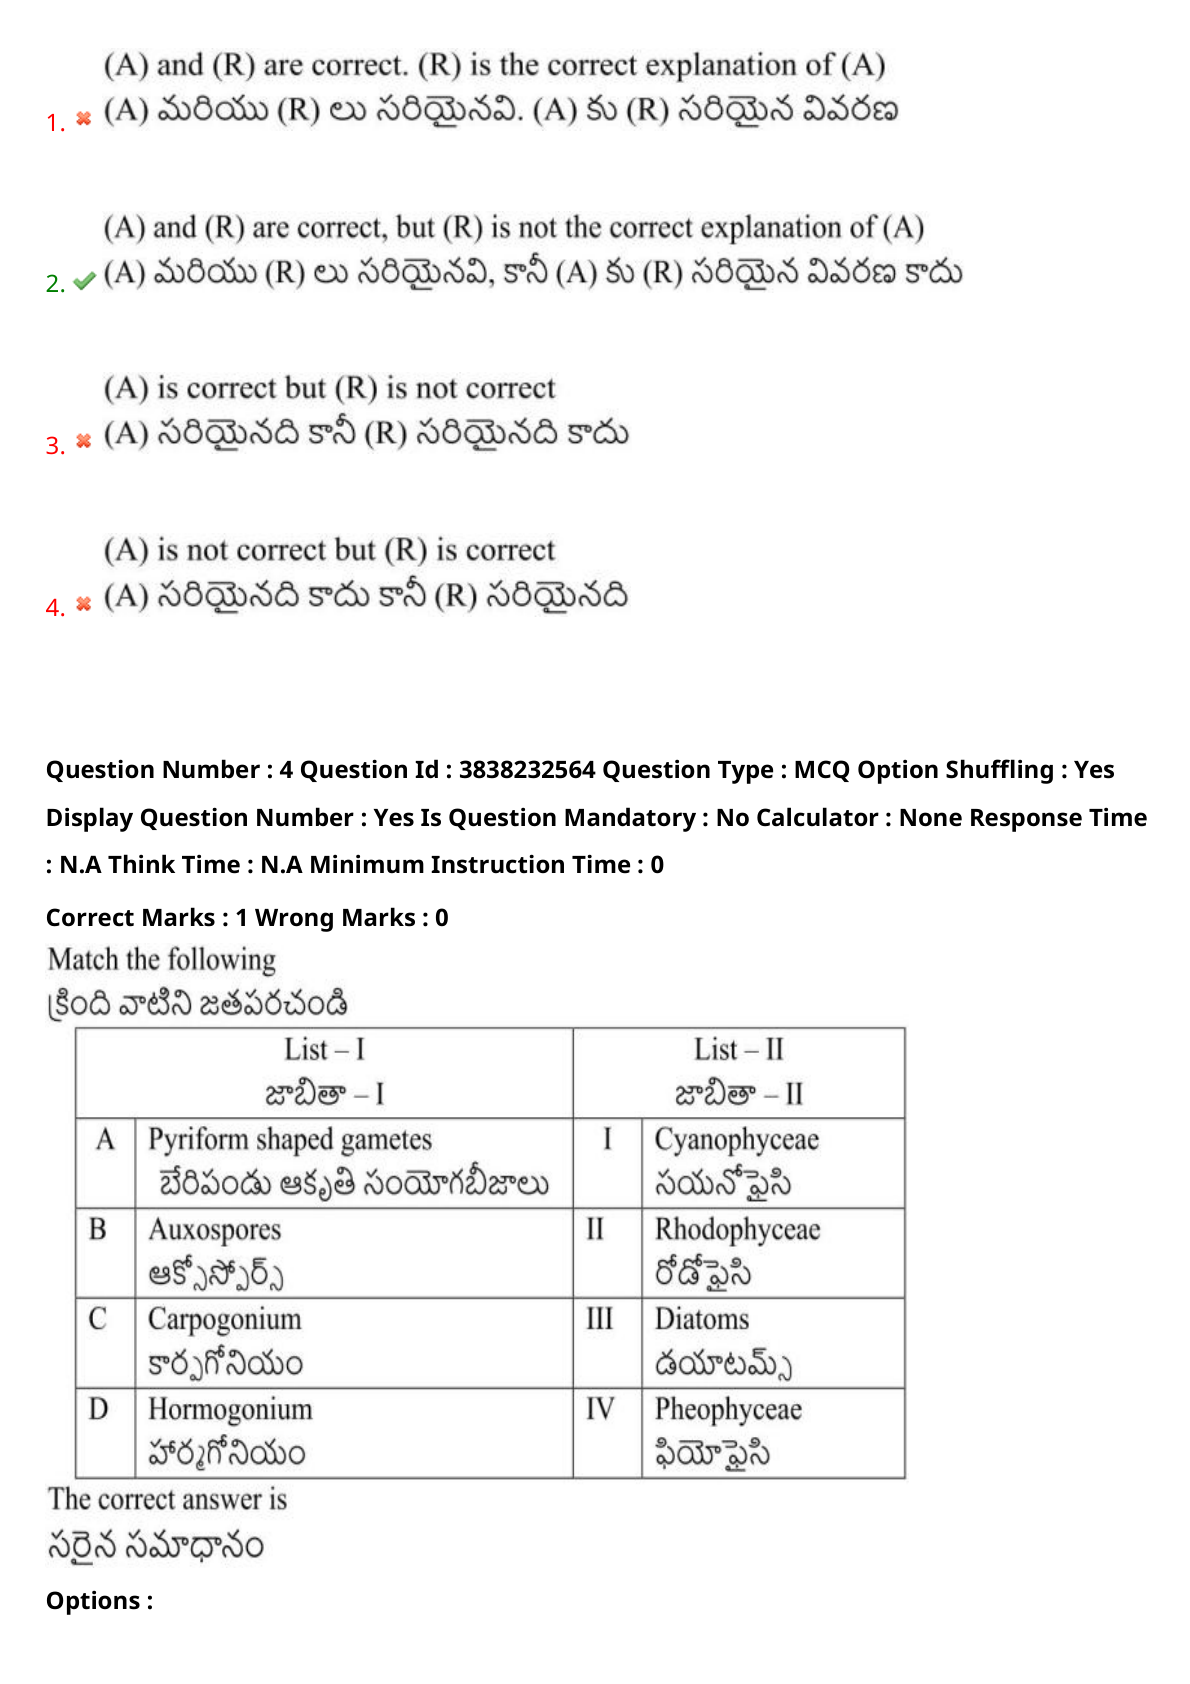 (A) and (R) are correct. (R) is the correct explanation of (A)
1. (A) మరియు (R) లు సరియైనవి. (A) కు (R) సరియైన వివరణ
(A) and (R) are correct, but (R) is not the correct explanation of (A)
2. (A) మరియు (R) లు సరియైనవి, కానీ (A) కు (R) సరియైన వివరణ కాదు
(A) is correct but (R) is not correct
3. (A) సరియైనది కానీ (R) సరియైనది కాదు
(A) is not correct but (R) is correct
4. (A) సరియైనది కాదు కానీ (R) సరియైనది
Question Number : 4 Question Id : 3838232564 Question Type : MCQ Option Shuffling : Yes
Display Question Number : Yes Is Question Mandatory : No Calculator : None Response Time
: N.A Think Time : N.A Minimum Instruction Time : 0
Correct Marks : 1 Wrong Marks : 0
Match the following
క్రింది వాటిని జతపరచండి
List – I List – II
జాబితా – I జాబితా – II
A Pyriform shaped gametes I Cyanophyceae
బేరిపండు ఆకృతి సంయోగబీజాలు సయనోఫైసి
B Auxospores II Rhodophyceae
ఆక్సోస్పోర్స్ రోడోఫైసి
C Carpogonium III Diatoms
కార్పగోనియం డయాటమ్స్
D Hormogonium IV Pheophyceae
హార్మగోనియం ఫియోఫైసి
The correct answer is
సరైన సమాధానం
Options :